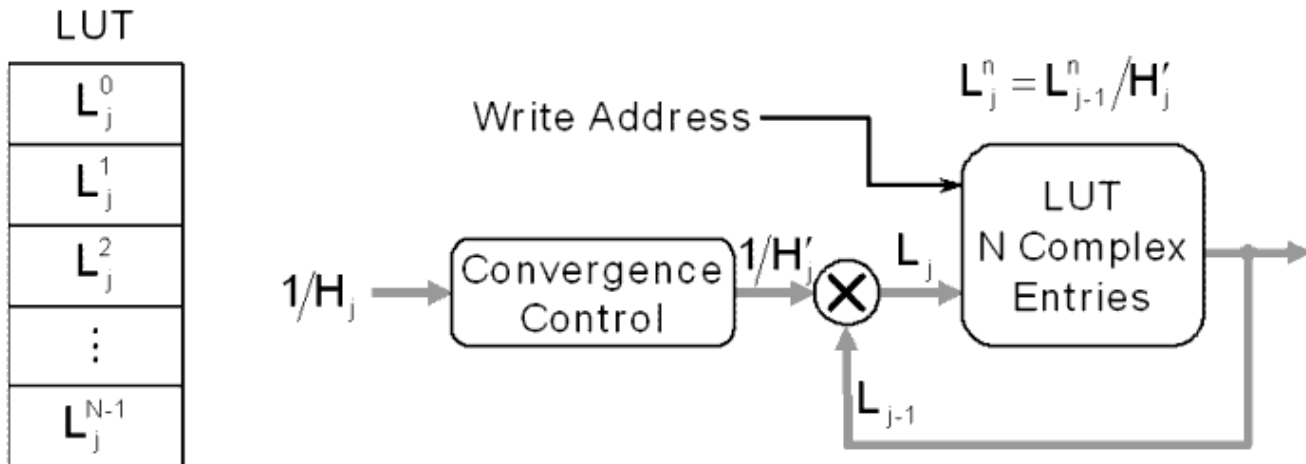 LUT
L_j^0
L_j^1
L_j^2
⋮
L_j^{N-1}
L_j^n = L_{j-1}^n/H'_j
Write Address
LUT
N Complex
Entries
1/H_j
Convergence
Control
1/H'_j
L_j
L_{j-1}